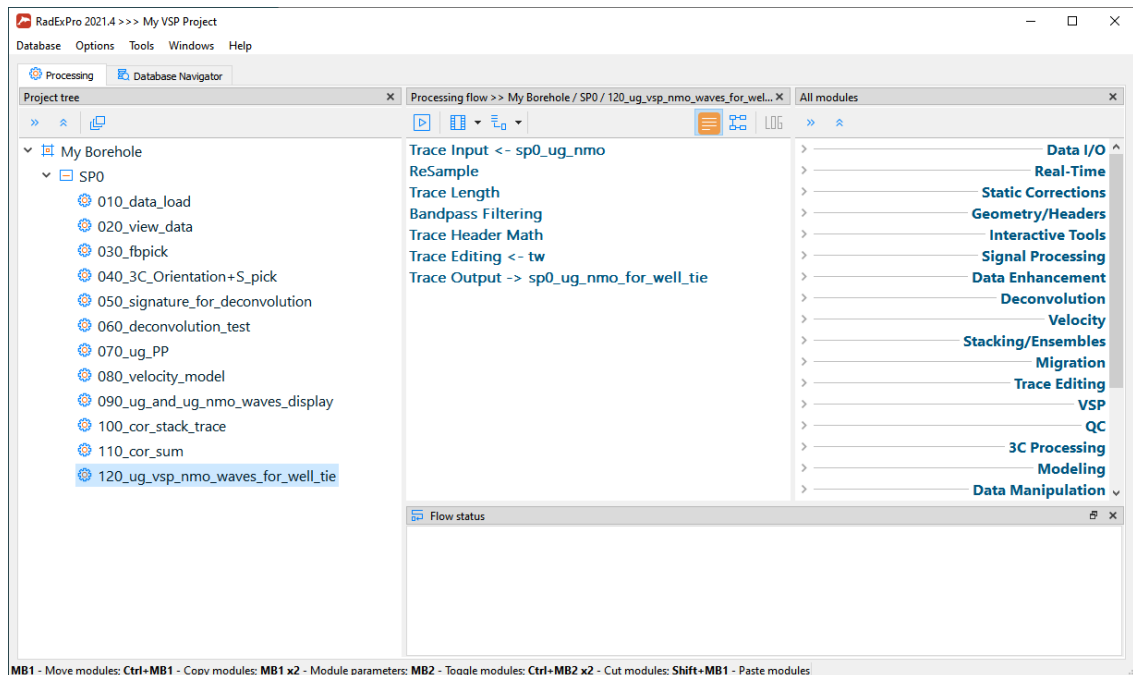 RadExPro 2021.4 >>> My VSP Project
Database Options Tools Windows Help
Processing Database Navigator
Project tree
My Borehole
SP0
010_data_load
020_view_data
030_fbpick
040_3C_Orientation+S_pick
050_signature_for_deconvolution
060_deconvolution_test
070_ug_PP
080_velocity_model
090_ug_and_ug_nmo_waves_display
100_cor_stack_trace
110_cor_sum
120_ug_vsp_nmo_waves_for_well_tie
Processing flow >> My Borehole / SP0 / 120_ug_vsp_nmo_waves_for_wel...
LOG
Trace Input <- sp0_ug_nmo
ReSample
Trace Length
Bandpass Filtering
Trace Header Math
Trace Editing <- tw
Trace Output -> sp0_ug_nmo_for_well_tie
All modules
Data I/O
Real-Time
Static Corrections
Geometry/Headers
Interactive Tools
Signal Processing
Data Enhancement
Deconvolution
Velocity
Stacking/Ensembles
Migration
Trace Editing
VSP
QC
3C Processing
Modeling
Data Manipulation
Flow status
MB1 - Move modules; Ctrl+MB1 - Copy modules; MB1 x2 - Module parameters; MB2 - Toggle modules; Ctrl+MB2 x2 - Cut modules; Shift+MB1 - Paste modules